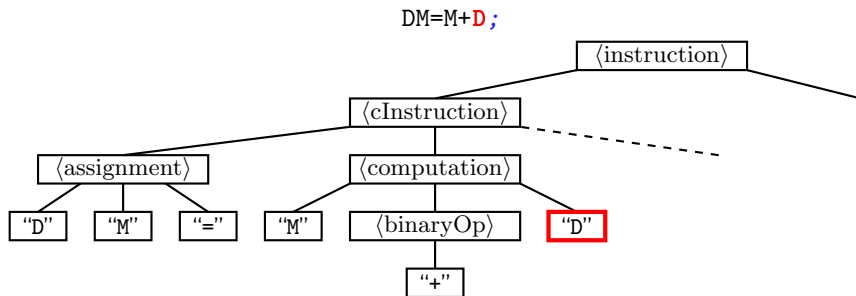 DM=M+D;
⟨instruction⟩
⟨cInstruction⟩
⟨assignment⟩ ⟨computation⟩
“D” “M” “=” “M” ⟨binaryOp⟩ “D”
“+”